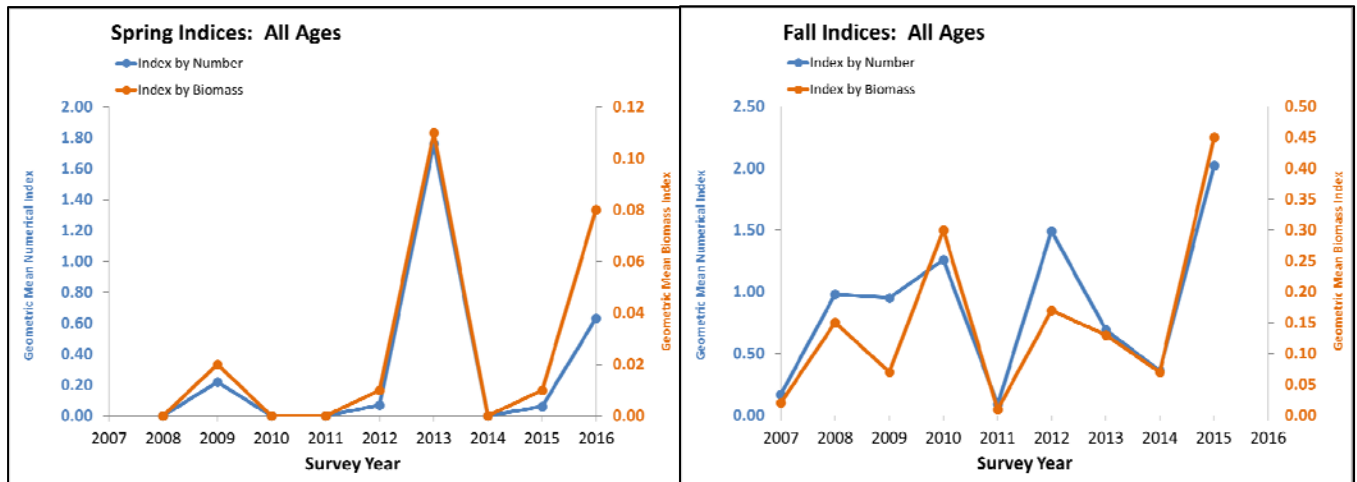 Spring Indices: All Ages
Index by Number
Index by Biomass
2.00
1.80
1.60
1.40
1.20
1.00
0.80
0.60
0.40
0.20
0.00
Geometric Mean Numerical Index
0.12
0.10
0.08
0.06
0.04
0.02
0.00
Geometric Mean Biomass Index
2007 2008 2009 2010 2011 2012 2013 2014 2015 2016
Survey Year
Fall Indices: All Ages
Index by Number
Index by Biomass
2.50
2.00
1.50
1.00
0.50
0.00
Geometric Mean Numerical Index
0.50
0.45
0.40
0.35
0.30
0.25
0.20
0.15
0.10
0.05
0.00
Geometric Mean Biomass Index
2007 2008 2009 2010 2011 2012 2013 2014 2015 2016
Survey Year